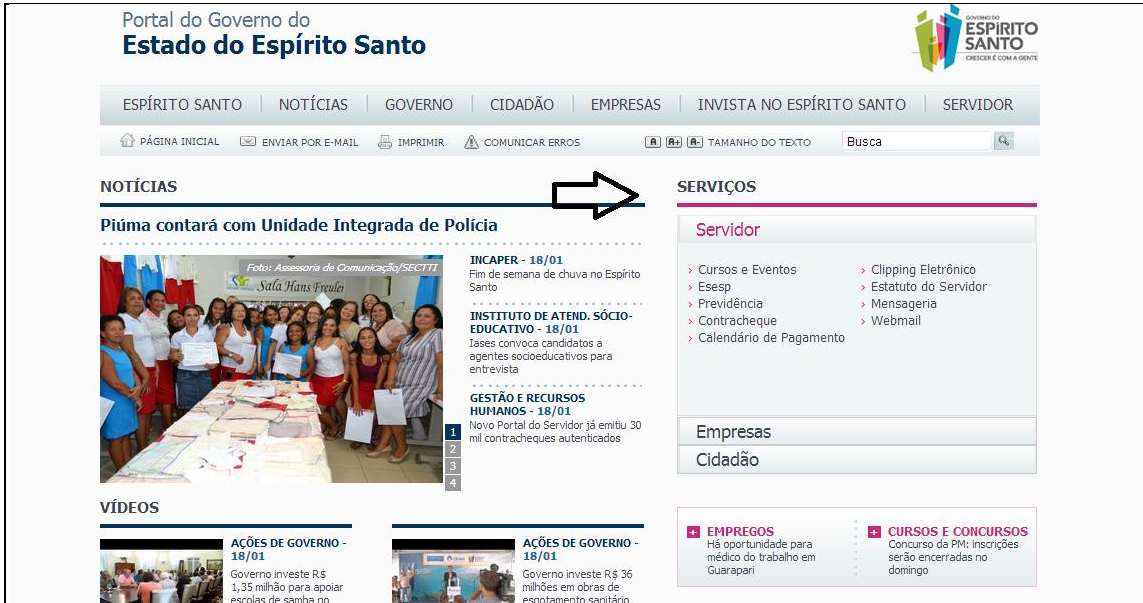 Portal do Governo do
Estado do Espírito Santo
GOVERNO DO
ESPÍRITO
SANTO
CRESCER É COM A GENTE
ESPÍRITO SANTO
NOTÍCIAS
GOVERNO
CIDADÃO
EMPRESAS
INVISTA NO ESPÍRITO SANTO
SERVIDOR
PÁGINA INICIAL
ENVIAR POR E-MAIL
IMPRIMIR
COMUNICAR ERROS
A A+ A- TAMANHO DO TEXTO
Busca
NOTÍCIAS
Piúma contará com Unidade Integrada de Polícia
Foto: Assessoria de Comunicação/SECTTI
Sala Hans Freuler
1
2
3
4
INCAPER - 18/01
Fim de semana de chuva no Espírito
Santo
INSTITUTO DE ATEND. SÓCIO-
EDUCATIVO - 18/01
Iases convoca candidatos a
agentes socioeducativos para
entrevista
GESTÃO E RECURSOS
HUMANOS - 18/01
Novo Portal do Servidor já emitiu 30
mil contracheques autenticados
VÍDEOS
AÇÕES DE GOVERNO -
18/01
Governo investe R$
1,35 milhão para apoiar
escolas de samba no
AÇÕES DE GOVERNO -
18/01
Governo investe R$ 36
milhões em obras de
esgotamento sanitário
SERVIÇOS
Servidor
Cursos e Eventos
Esesp
Previdência
Contracheque
Calendário de Pagamento
Clipping Eletrônico
Estatuto do Servidor
Mensageria
Webmail
Empresas
Cidadão
EMPREGOS
Há oportunidade para
médico do trabalho em
Guarapari
CURSOS E CONCURSOS
Concurso da PM: inscrições
serão encerradas no
domingo